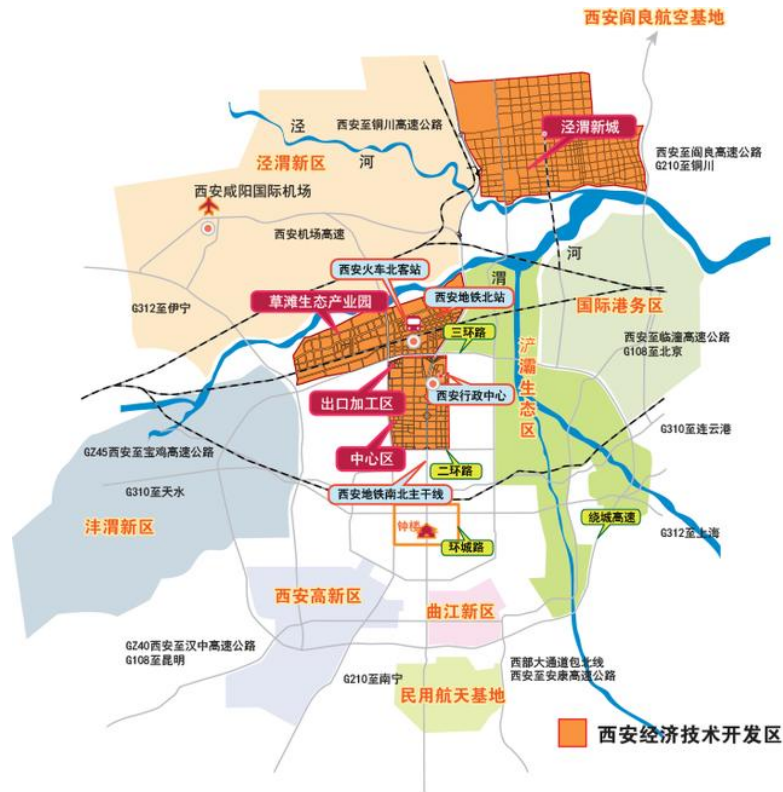 西安阎良航空基地
泾
河
西安至铜川高速公路
泾渭新城
西安至阎良高速公路
G210至铜川
泾渭新区
西安咸阳国际机场
西安机场高速
渭
河
西安火车北客站
西安地铁北站
国际港务区
G312至伊宁
草滩生态产业园
三环路
西安至临潼高速公路
G108至北京
浐灞生态区
出口加工区
西安行政中心
G310至连云港
GZ45西安至宝鸡高速公路
中心区
二环路
G310至天水
西安地铁南北主干线
绕城高速
沣渭新区
钟楼
环城路
G312至上海
西安高新区
曲江新区
GZ40西安至汉中高速公路
G108至昆明
G210至南宁
西部大通道包北线
西安至安康高速公路
民用航天基地
西安经济技术开发区